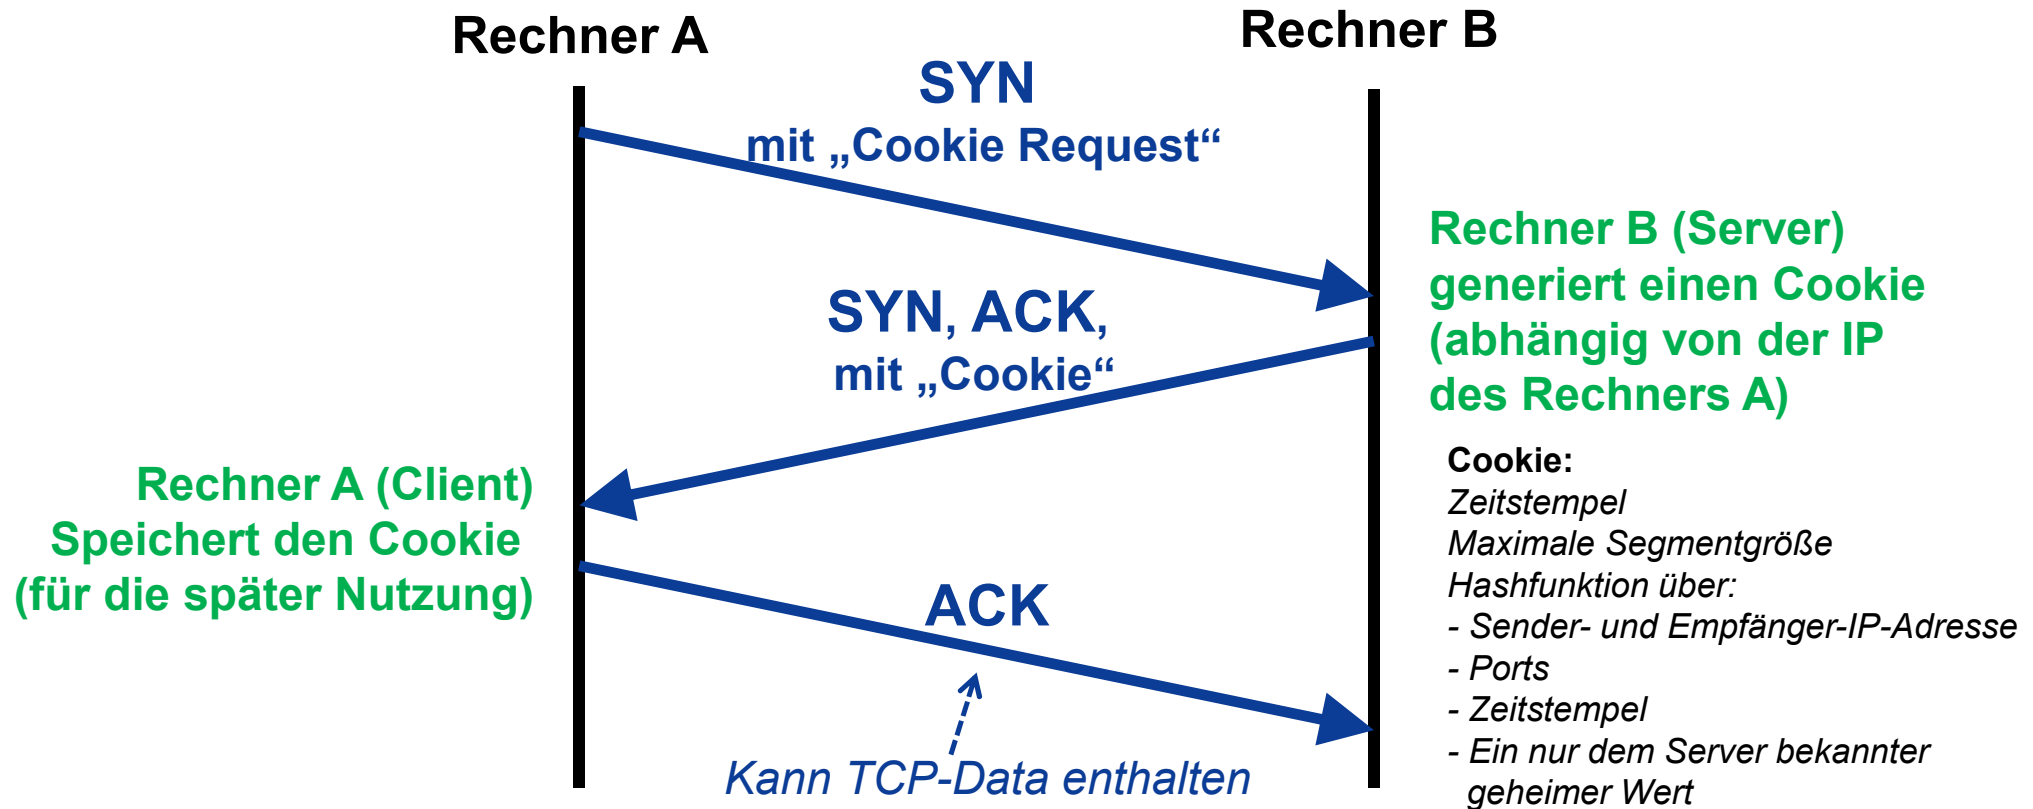 Rechner A
Rechner B
SYN
mit „Cookie Request“
Rechner B (Server)
generiert einen Cookie
(abhängig von der IP
des Rechners A)
SYN, ACK,
mit „Cookie“
Rechner A (Client)
Speichert den Cookie
(für die später Nutzung)
Cookie:
Zeitstempel
Maximale Segmentgröße
Hashfunktion über:
- Sender- und Empfänger-IP-Adresse
- Ports
- Zeitstempel
- Ein nur dem Server bekannter
geheimer Wert
ACK
Kann TCP-Data enthalten